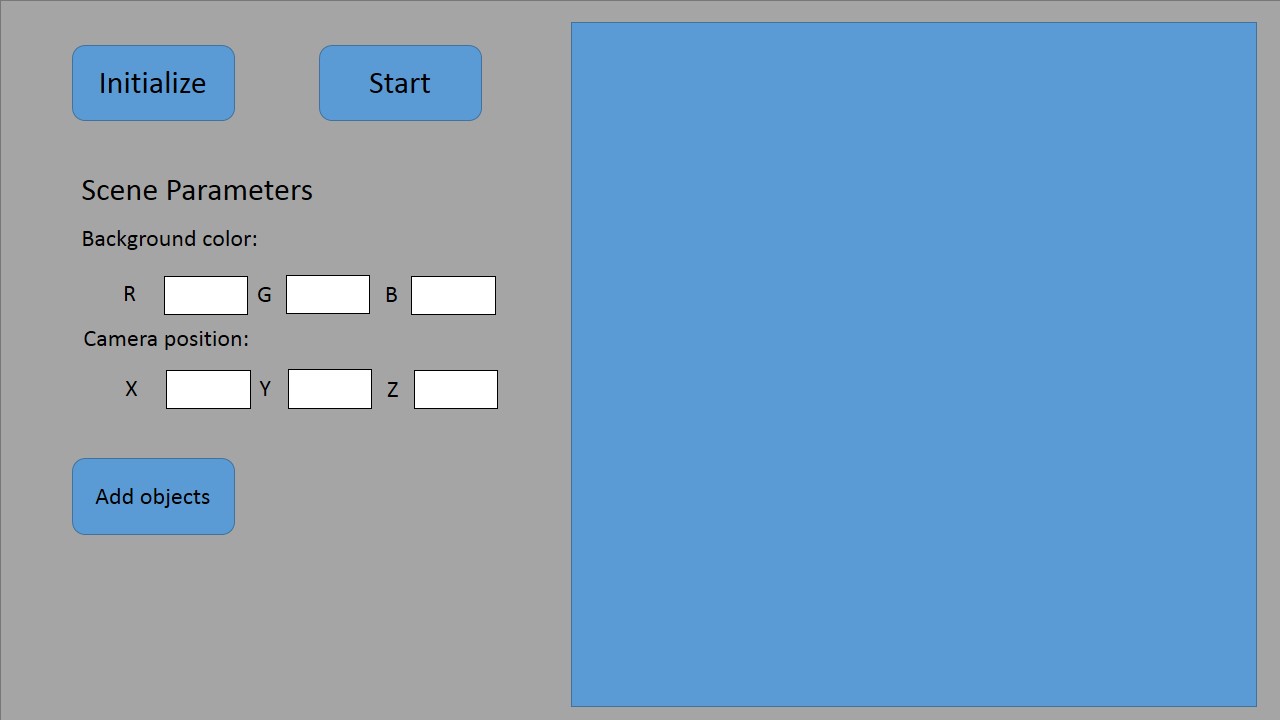 Initialize Start
Scene Parameters
Background color:
R G B
Camera position:
X Y Z
Add objects